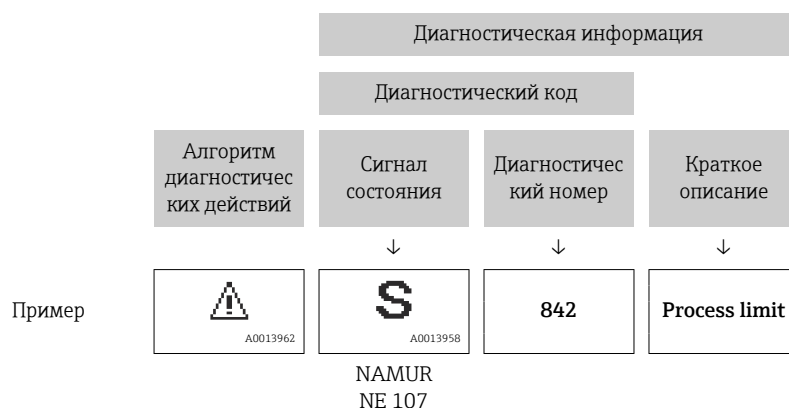 Диагностическая информация
Диагностический код
Алгоритм
диагностичес
ких действий
Сигнал
состояния
Диагностичес
кий номер
Краткое
описание
↓ ↓ ↓
Пример
A0013962
S
A0013958
842
Process limit
NAMUR
NE 107